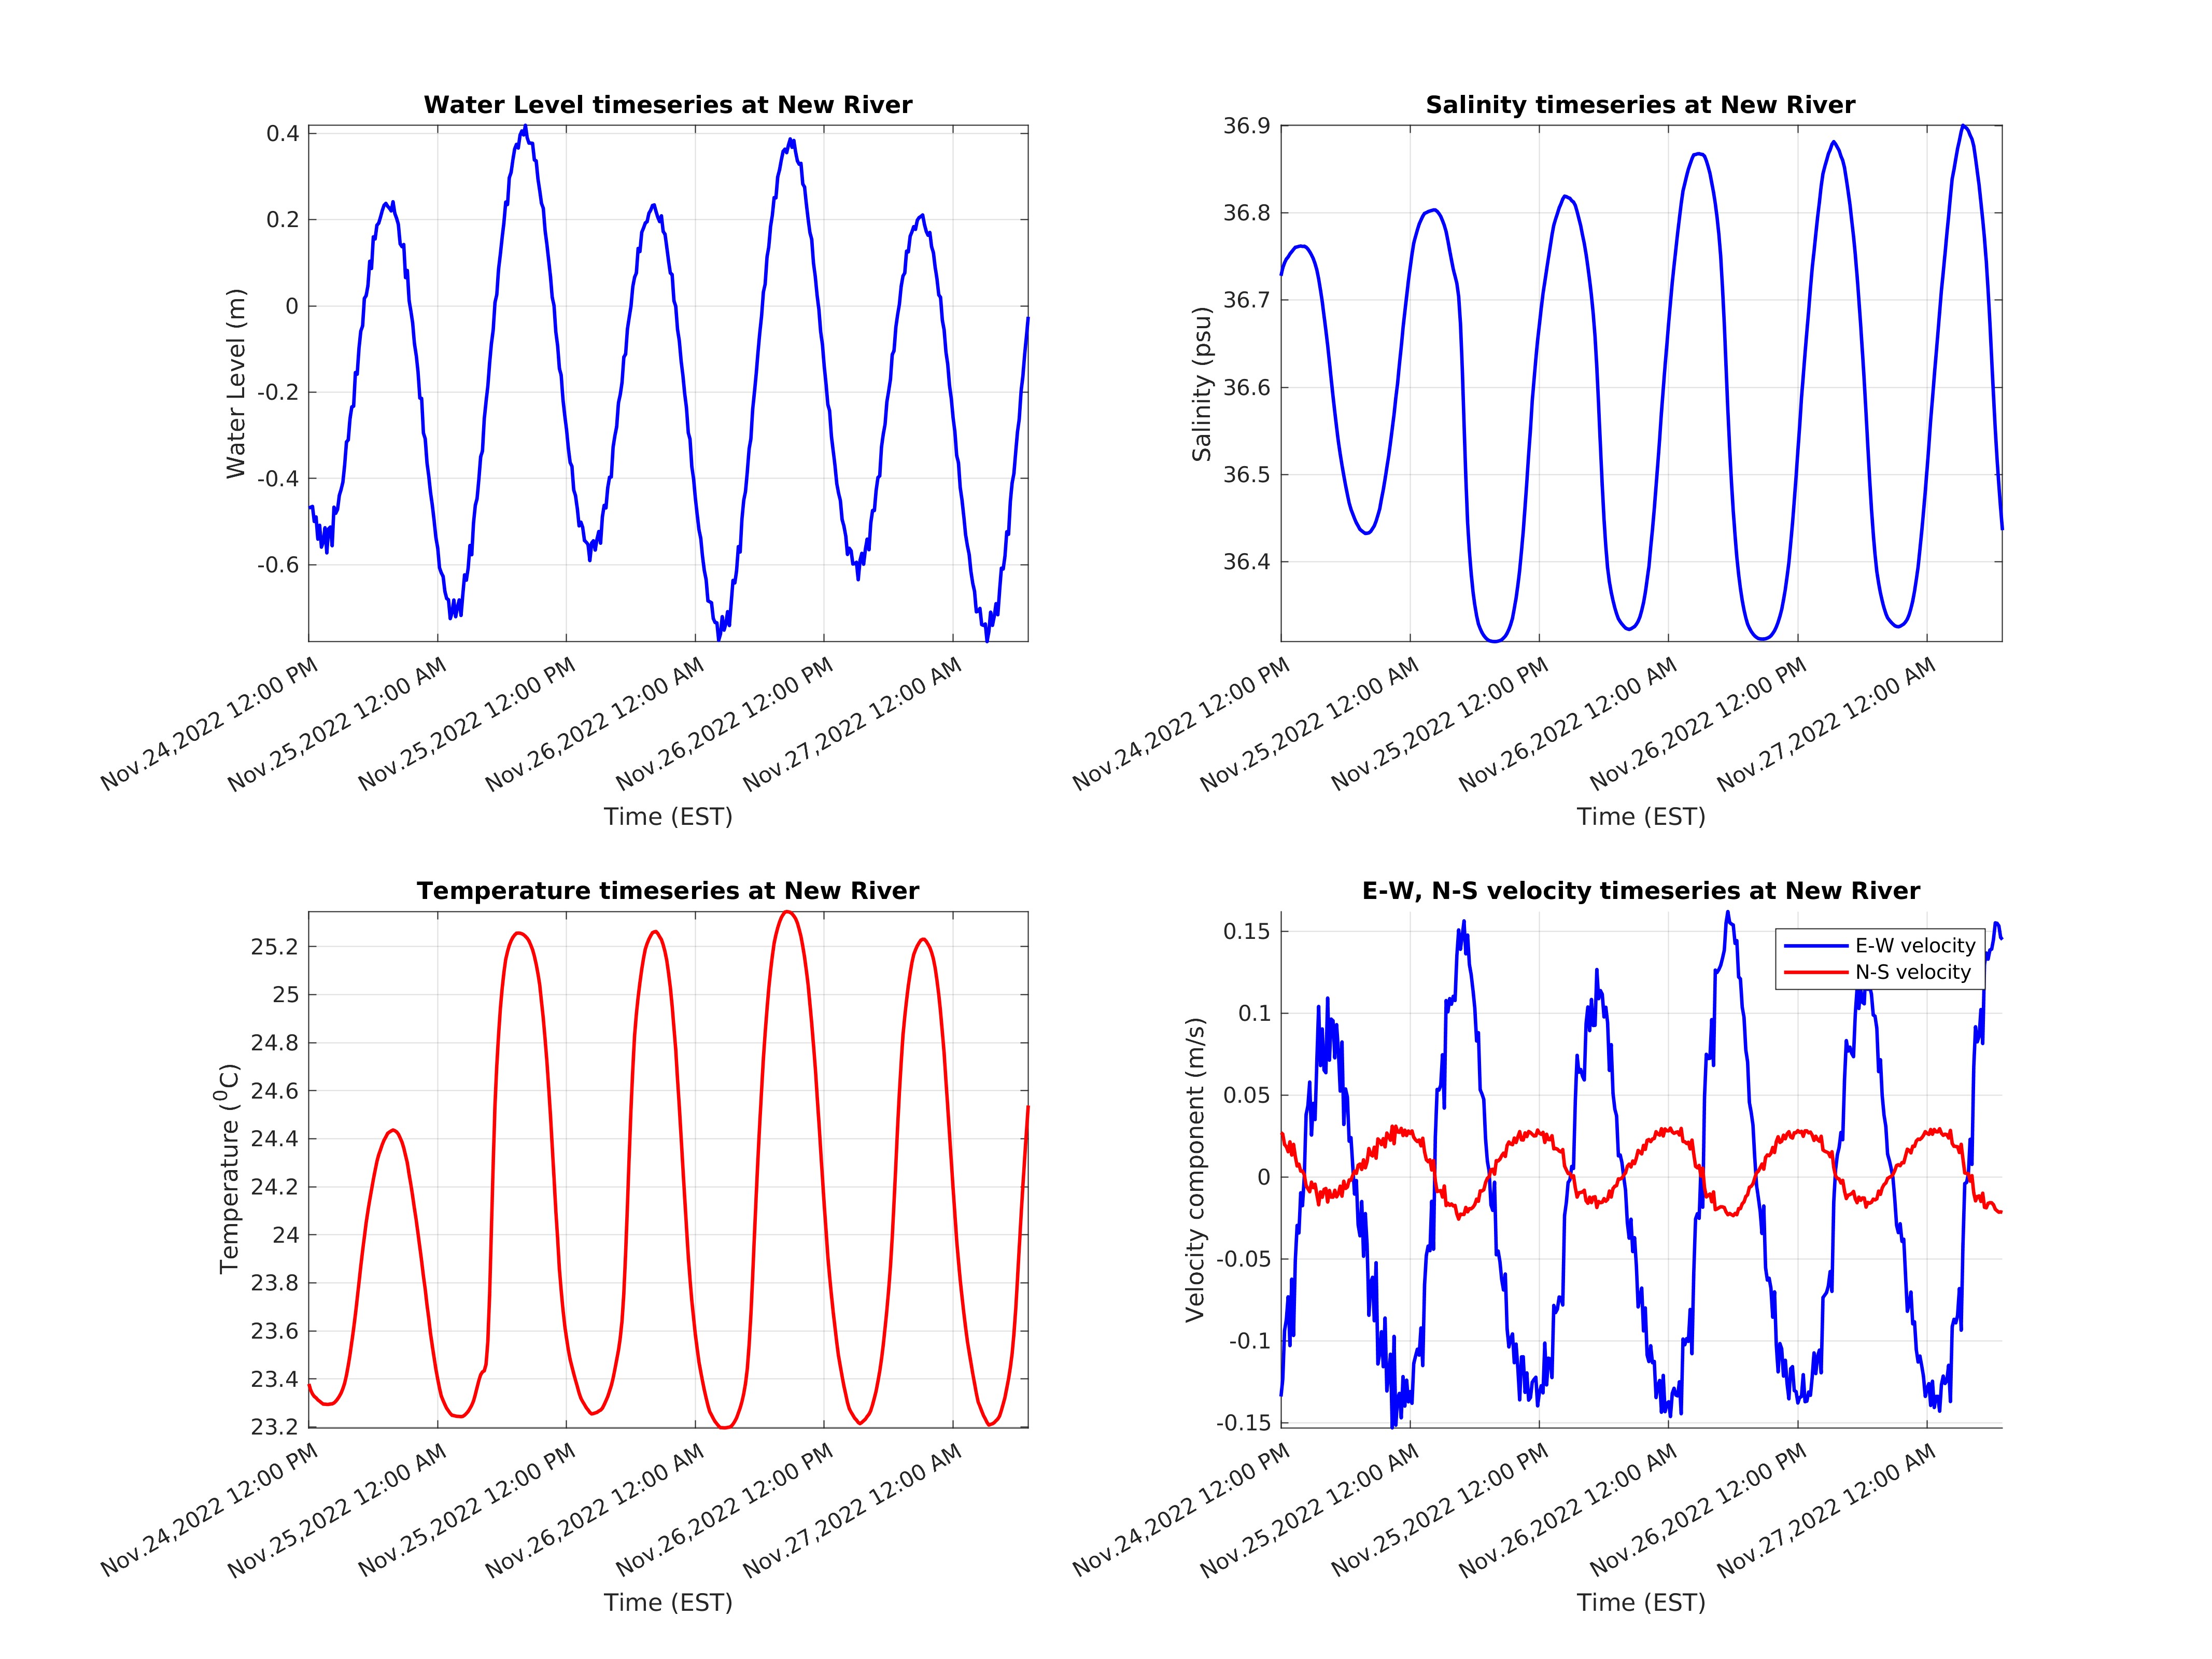 Water Level timeseries at New River
0.4
0.2
0
-0.2
-0.4
-0.6
Water Level (m)
Nov.24,2022 12:00 PM
Nov.25,2022 12:00 AM
Nov.25,2022 12:00 PM
Nov.26,2022 12:00 AM
Nov.26,2022 12:00 PM
Nov.27,2022 12:00 AM
Time (EST)
Salinity timeseries at New River
36.9
36.8
36.7
36.6
36.5
36.4
Salinity (psu)
Nov.24,2022 12:00 PM
Nov.25,2022 12:00 AM
Nov.25,2022 12:00 PM
Nov.26,2022 12:00 AM
Nov.26,2022 12:00 PM
Nov.27,2022 12:00 AM
Time (EST)
Temperature timeseries at New River
25.2
25
24.8
24.6
24.4
24.2
24
23.8
23.6
23.4
23.2
Temperature (⁰C)
Nov.24,2022 12:00 PM
Nov.25,2022 12:00 AM
Nov.25,2022 12:00 PM
Nov.26,2022 12:00 AM
Nov.26,2022 12:00 PM
Nov.27,2022 12:00 AM
Time (EST)
E-W, N-S velocity timeseries at New River
0.15
0.1
0.05
0
-0.05
-0.1
-0.15
Velocity component (m/s)
E-W velocity
N-S velocity
Nov.24,2022 12:00 PM
Nov.25,2022 12:00 AM
Nov.25,2022 12:00 PM
Nov.26,2022 12:00 AM
Nov.26,2022 12:00 PM
Nov.27,2022 12:00 AM
Time (EST)